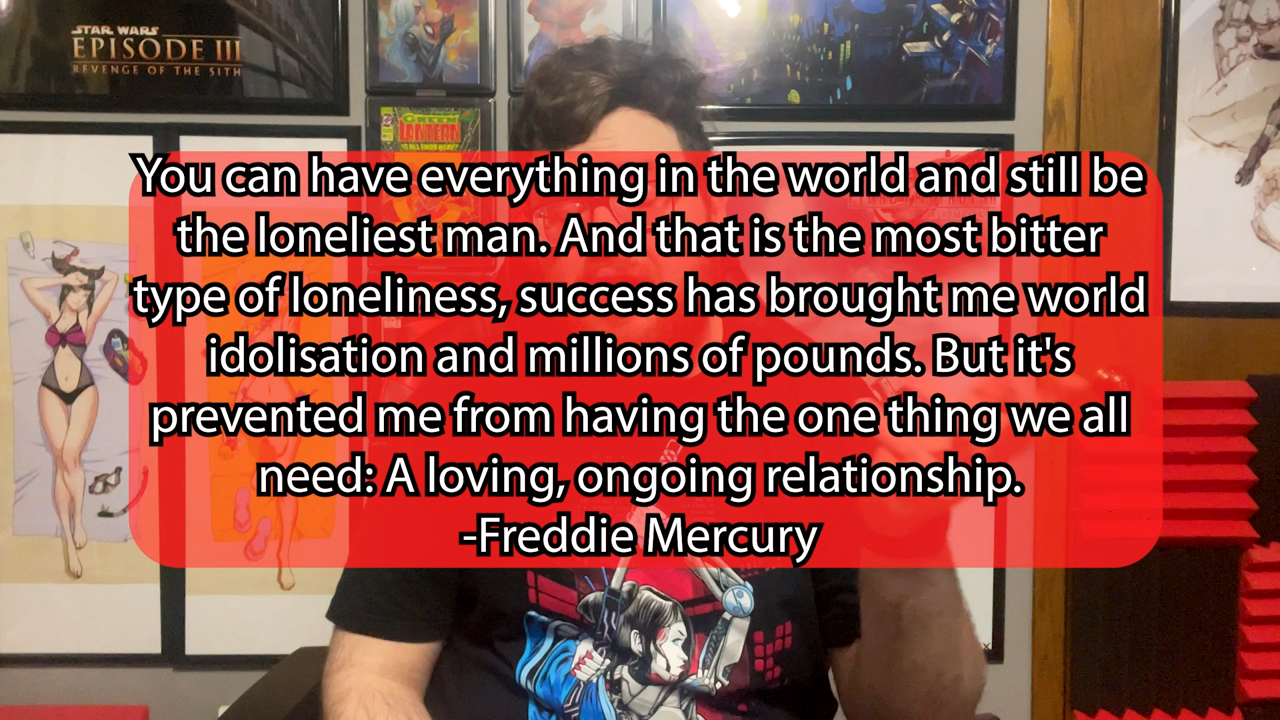 STAR WARS
EPISODE III
REVENGE OF THE SITH
GREEN
LANTERN
You can have everything in the world and still be
the loneliest man. And that is the most bitter
type of loneliness, success has brought me world
idolisation and millions of pounds. But it's
prevented me from having the one thing we all
need: A loving, ongoing relationship.
-Freddie Mercury